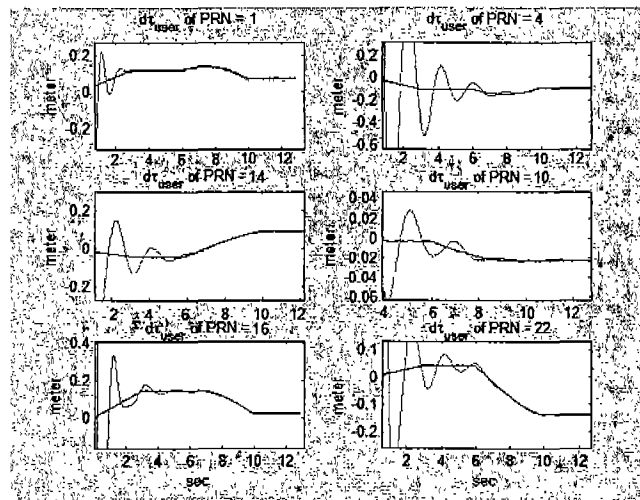 dτuser of PRN = 1
0.2
0
0.2
meter
2 4 6 8 10 12
dτuser of PRN = 4
0.2
0
-0.2
-0.4
-0.6
meter
2 4 6 8 10 12
dτuser of PRN = 14
0.2
0
0.2
meter
2 4 6 8 10 12
dτuser of PRN = 10
0.04
0.02
0
-0.02
0.04
0.06
meter
4 6 8 10 12
dτuser of PRN = 16
0.4
0.2
0
meter
2 4 6 8 10 12
sec
dτuser of PRN = 22
0.1
0
-0.1
-0.2
meter
2 4 6 8 10 12
sec